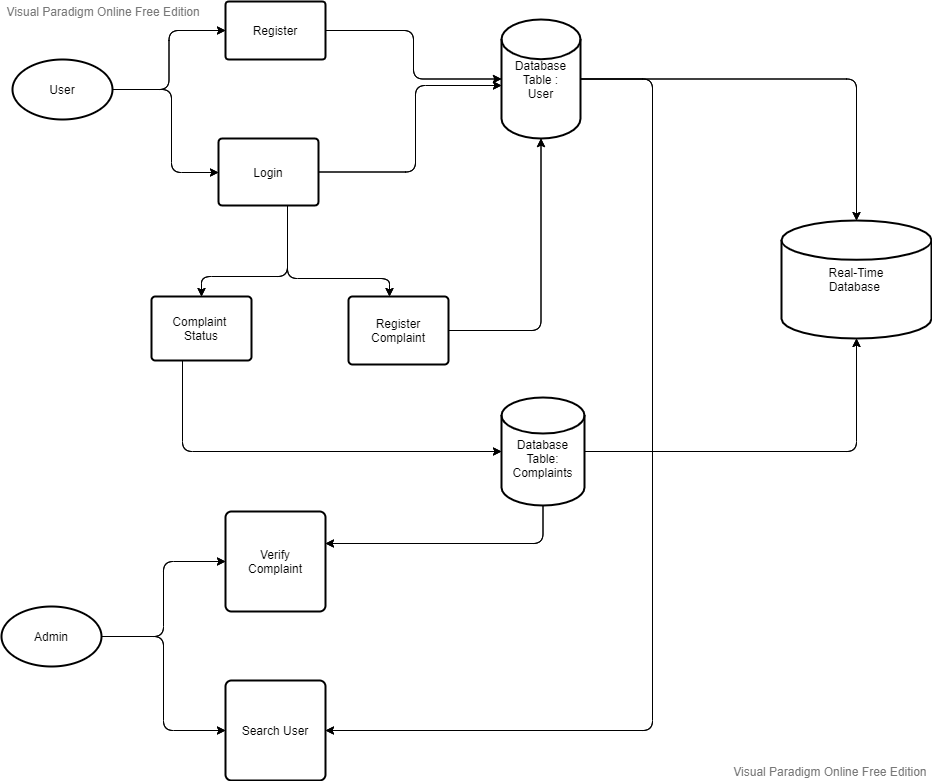 Visual Paradigm Online Free Edition
Register
User
Database
Table :
User
Login
Real-Time
Database
Complaint
Status
Register
Complaint
Database
Table:
Complaints
Verify
Complaint
Admin
Search User
Visual Paradigm Online Free Edition